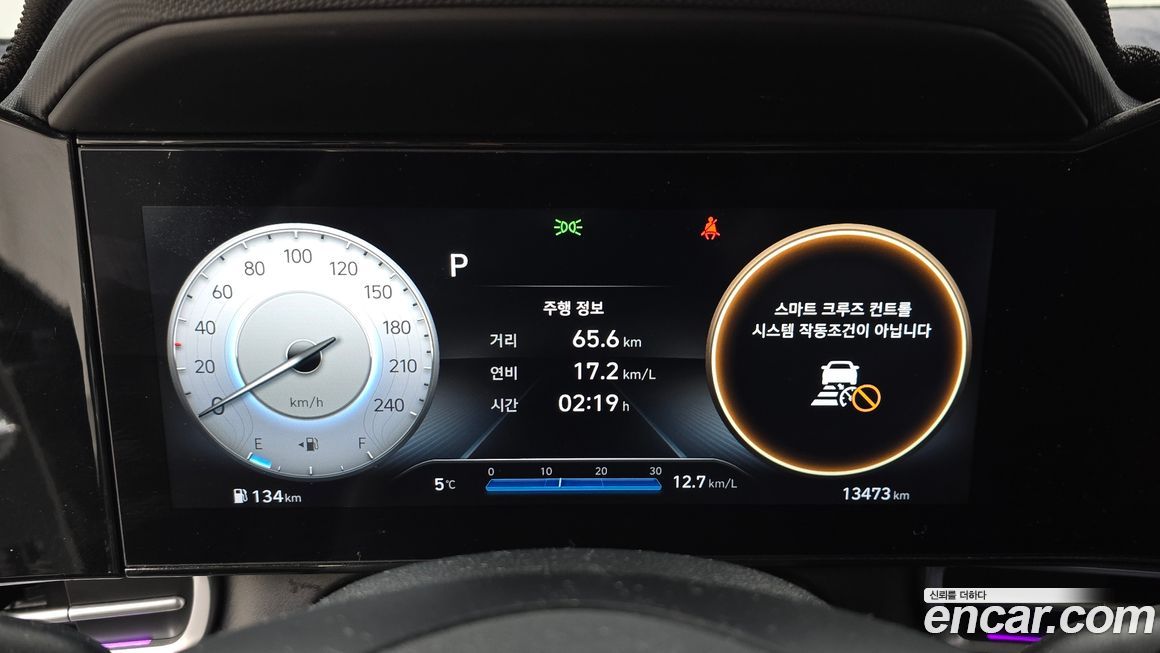 P
주행 정보
거리 65.6 km
연비 17.2 km/L
시간 02:19 h
0 20 40 60 80 100 120 150 180 210 240
km/h
E F
134 km
5℃
0 10 20 30
12.7 km/L
스마트 크루즈 컨트롤
시스템 작동조건이 아닙니다
13473 km
신뢰를 더하다
encar.com